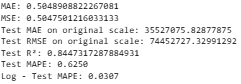 MAE: 0.5048908822267081
MSE: 0.5047501216033133
Test MAE on original scale: 35527075.82877875
Test RMSE on original scale: 74452727.32991292
Test R²: 0.8447317287884931
Test MAPE: 0.6250
Log - Test MAPE: 0.0307